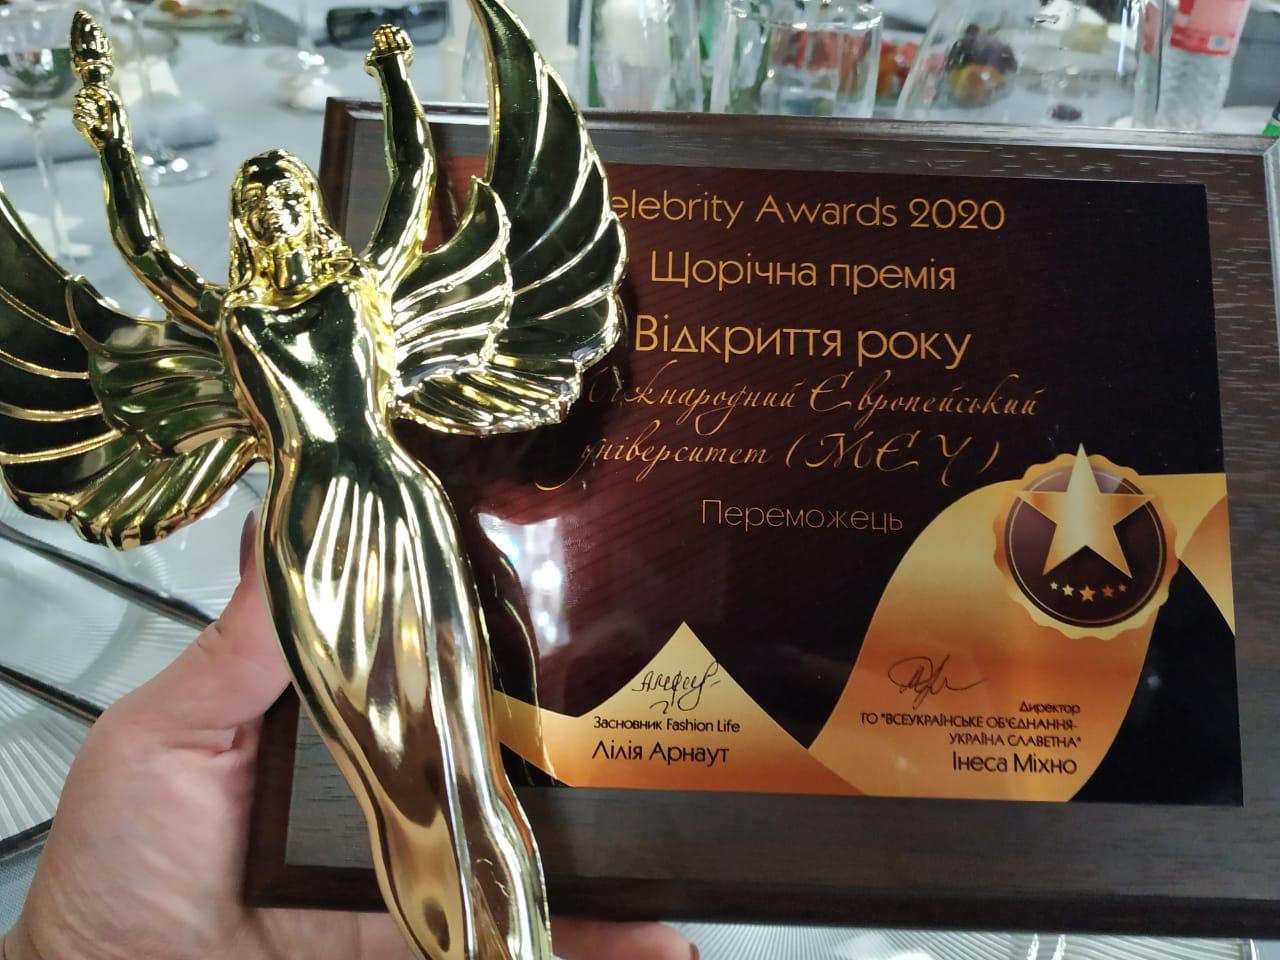 elebrity Awards 2020
Щорічна премія
Відкриття року
іжнародний Європейський
університет (МЄУ)
Переможець
Засновник Fashion Life
Лілія Арнаут
Директор
ГО "ВСЕУКРАЇНСЬКЕ ОБ'ЄДНАННЯ-
УКРАЇНА СЛАВЕТНА"
Інеса Міхно